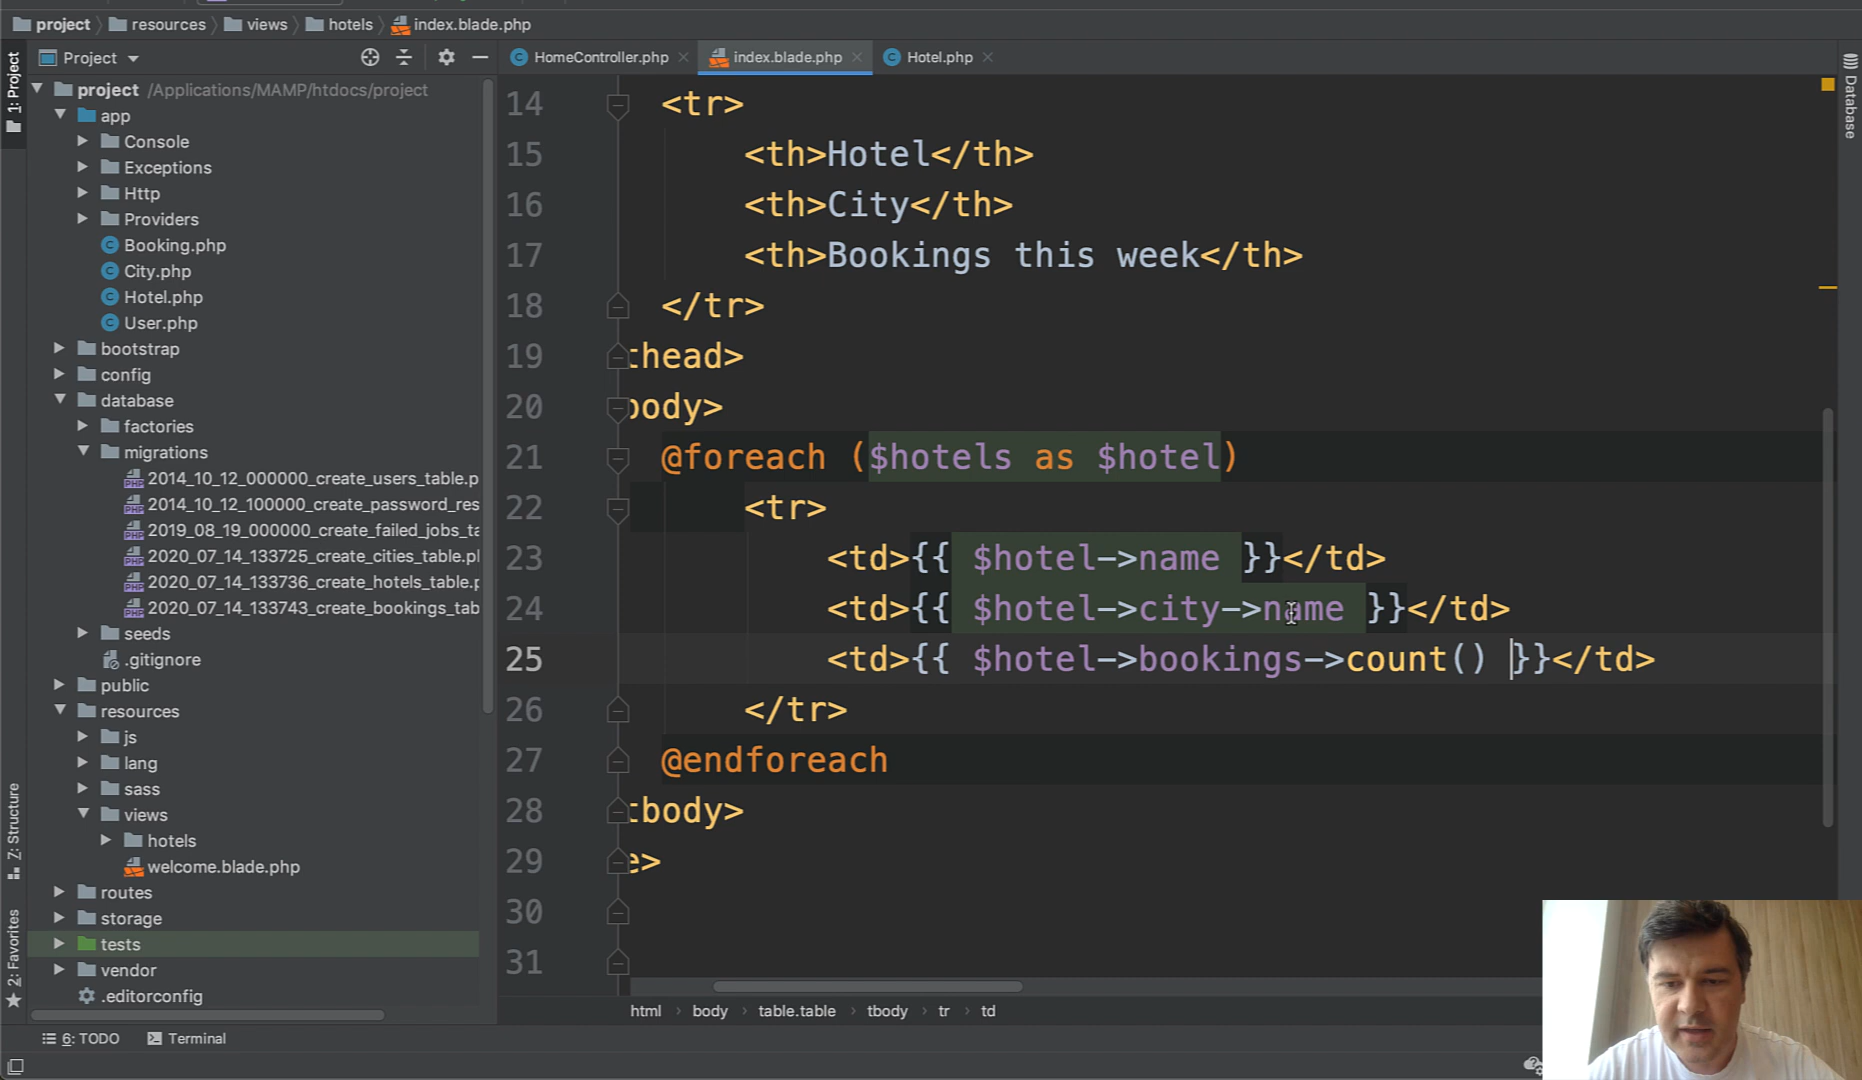 project resources views hotels index.blade.php
Project
HomeController.php index.blade.php Hotel.php
1: Project
Z: Structure
2: Favorites
Database
project /Applications/MAMP/htdocs/project
app
Console
Exceptions
Http
Providers
Booking.php
City.php
Hotel.php
User.php
bootstrap
config
database
factories
migrations
2014_10_12_000000_create_users_table.p
2014_10_12_100000_create_password_res
2019_08_19_000000_create_failed_jobs_ta
2020_07_14_133725_create_cities_table.pl
2020_07_14_133736_create_hotels_table.p
2020_07_14_133743_create_bookings_tab
seeds
.gitignore
public
resources
js
lang
sass
views
hotels
welcome.blade.php
routes
storage
tests
vendor
.editorconfig
14 <tr>
15 <th>Hotel</th>
16 <th>City</th>
17 <th>Bookings this week</th>
18 </tr>
19 thead>
20 body>
21 @foreach ($hotels as $hotel)
22 <tr>
23 <td>{{ $hotel->name }}</td>
24 <td>{{ $hotel->city->name }}</td>
25 <td>{{ $hotel->bookings->count() }}</td>
26 </tr>
27 @endforeach
28 tbody>
29 e>
30
31
html body table.table tbody tr td
6: TODO Terminal